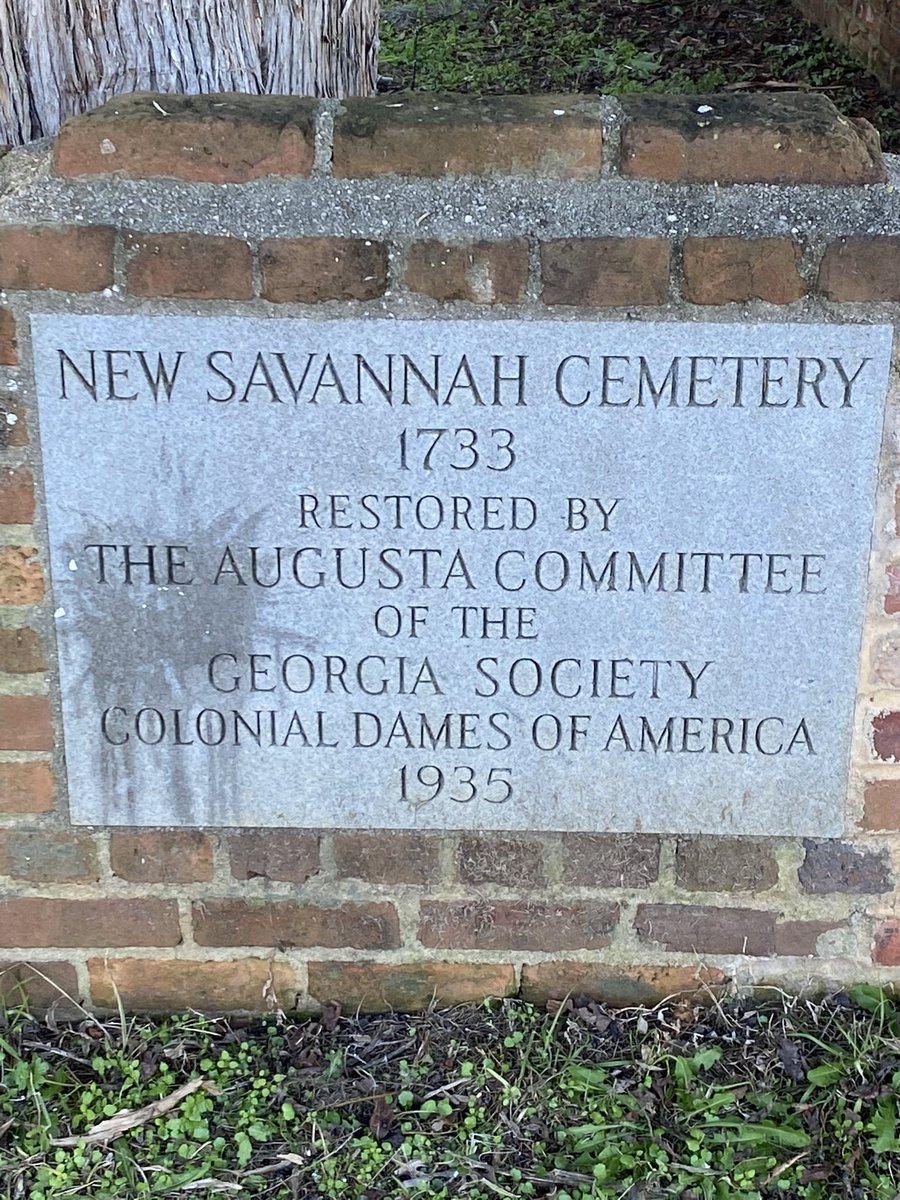 NEW SAVANNAH CEMETERY
1733
RESTORED BY
THE AUGUSTA COMMITTEE
OF THE
GEORGIA SOCIETY
COLONIAL DAMES OF AMERICA
1935